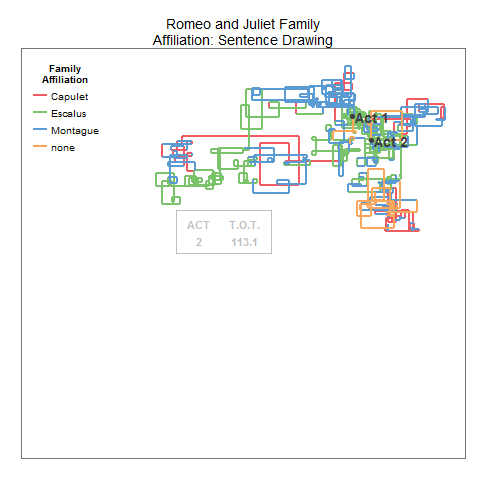 Romeo and Juliet Family
Affiliation: Sentence Drawing
Family
Affiliation
Capulet
Escalus
Montague
none
Act 1
Act 2
ACT T.O.T.
2 113.1